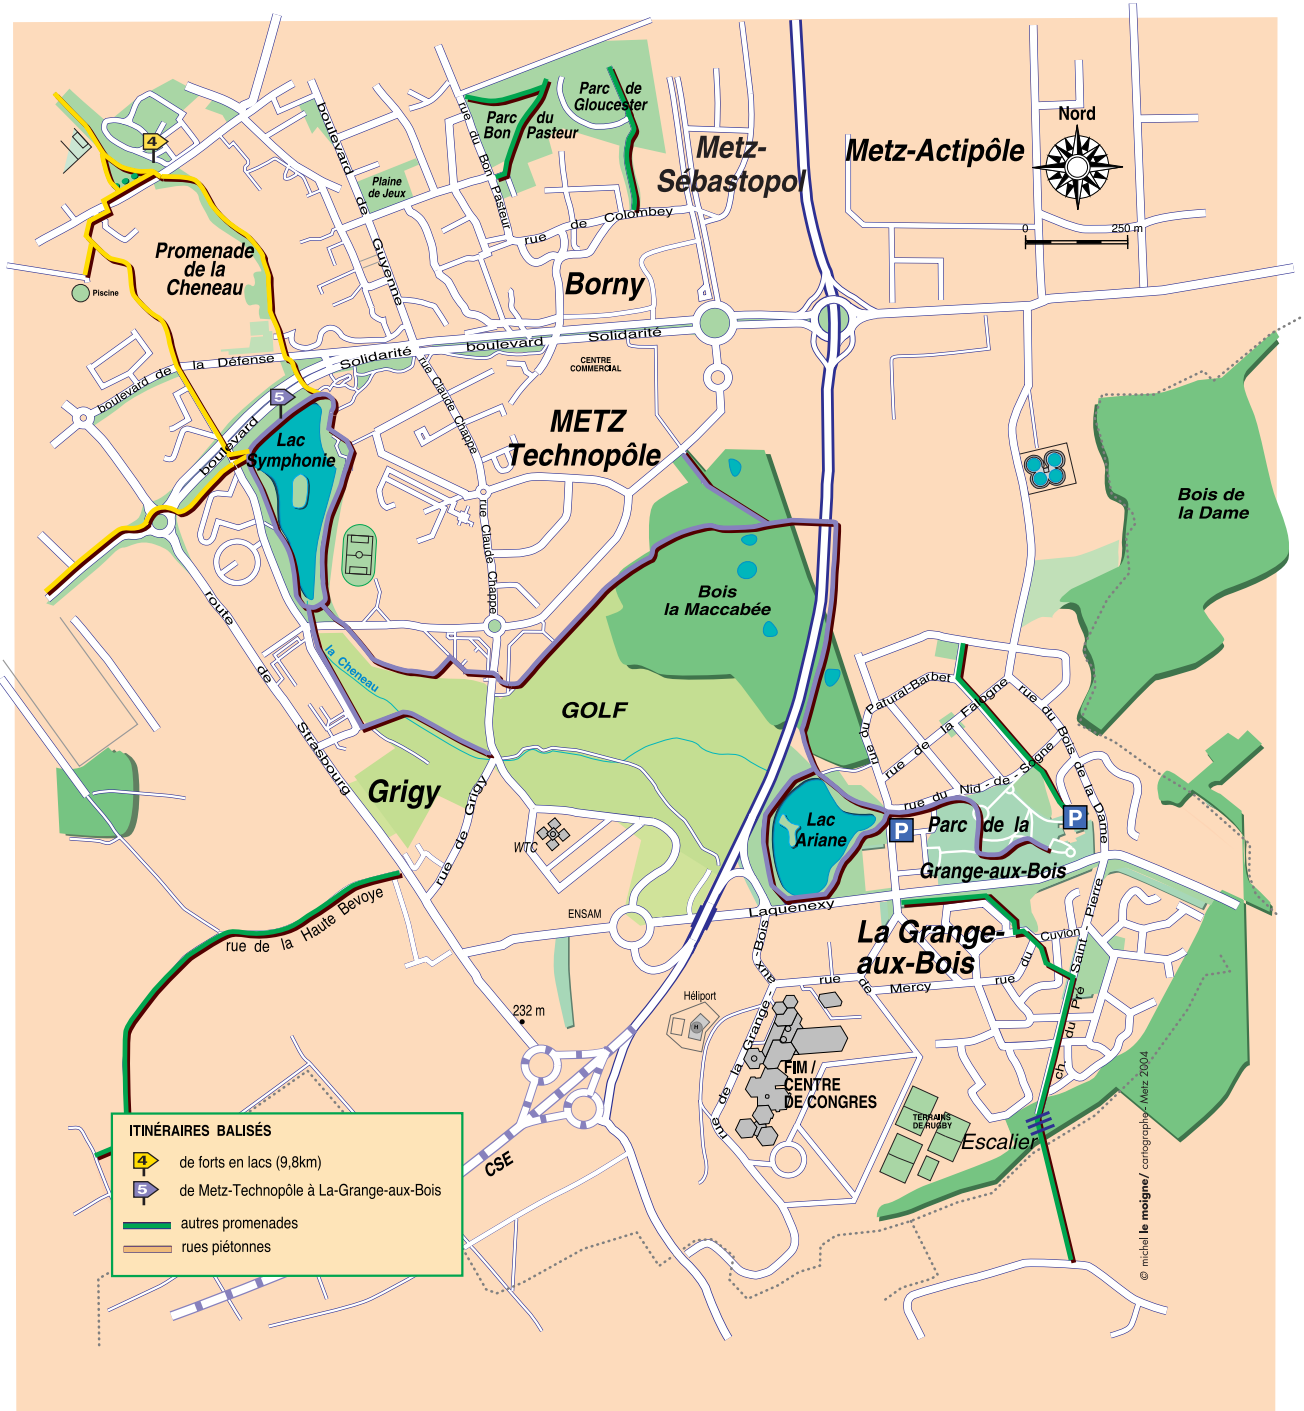 Parc de
Gloucester
Parc du
Bon Pasteur
rue du Bon Pasteur
boulevard de Guyenne
Plaine
de Jeux
4
Metz-
Sébastopol
Metz-Actipôle
Nord
0 250 m
rue de Colombey
Promenade
de la
Cheneau
Piscine
Borny
boulevard de la Défense
boulevard Solidarité
boulevard Solidarité
CENTRE
COMMERCIAL
rue Claude Chappe
5
Lac
Symphonie
METZ
Technopôle
rue Claude Chappe
Bois de
la Dame
Bois
la Maccabée
route de Strasbourg
la Cheneau
GOLF
rue Patural-Barbet
rue de la Falogne
rue du Bois de la Dame
rue du Nid-de-Sogne
Grigy
rue de Grigy
WTC
Lac
Ariane
P
P
Parc de la
Grange-aux-Bois
rue de la Haute Bevoye
ENSAM
Laquenexy
La Grange-
aux-Bois
rue du Cuvion
rue de Mercy
ch. du Pré Saint-Pierre
232 m
Héliport
H
rue de la Grange-aux-Bois
FIM /
CENTRE
DE CONGRES
TERRAINS
DE RUGBY
Escalier
CSE
ITINÉRAIRES BALISÉS
4 de forts en lacs (9,8km)
5 de Metz-Technopôle à La-Grange-aux-Bois
autres promenades
rues piétonnes
© michel le moigne/ cartographe - Metz 2004